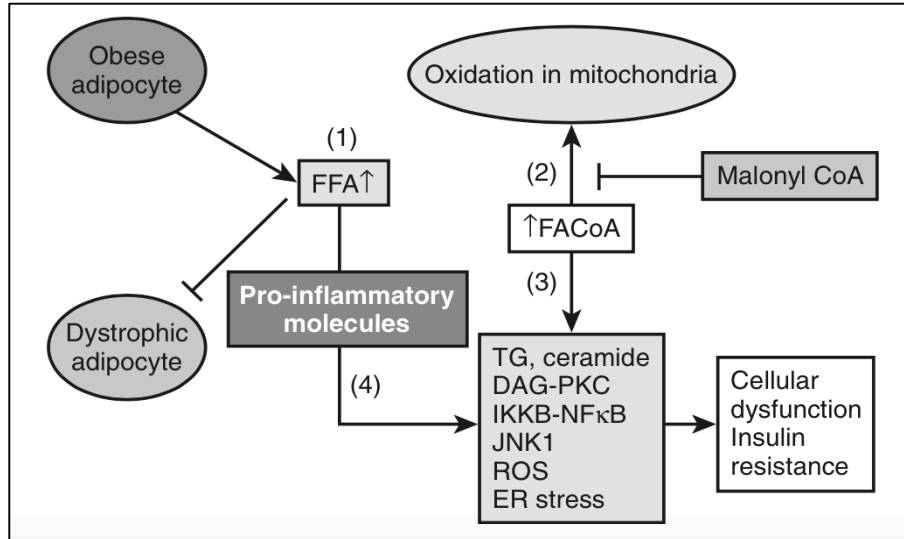 Obese
adipocyte
(1)
FFA↑
Dystrophic
adipocyte
Pro-inflammatory
molecules
(4)
Oxidation in mitochondria
(2)
Malonyl CoA
↑FACoA
(3)
TG, ceramide
DAG-PKC
IKKB-NFκB
JNK1
ROS
ER stress
Cellular
dysfunction
Insulin
resistance